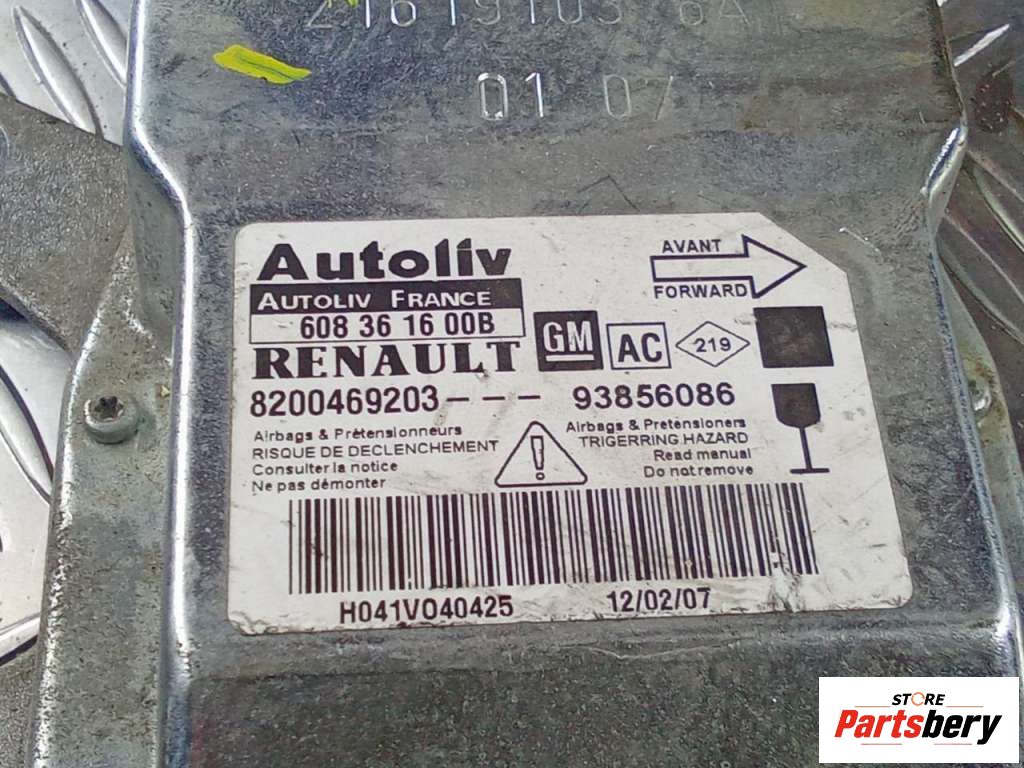 01 07
Autoliv
AUTOLIV FRANCE
608 36 16 00B
RENAULT
GM
AC
219
AVANT
FORWARD
8200469203--- 93856086
Airbags & Prétensionneurs
RISQUE DE DECLENCHEMENT
Consulter la notice
Ne pas démonter
Airbags & Pretensioners
TRIGERRING HAZARD
Read manual
Do not remove
H041V040425 12/02/07
STORE
Partsbery